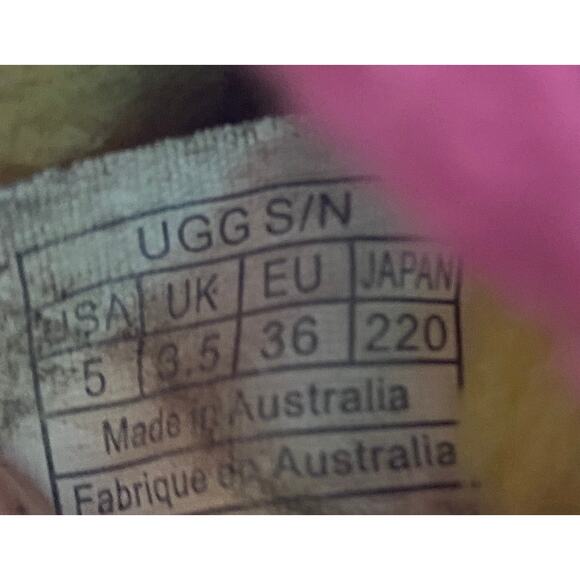 UGG S/N
USA UK EU JAPAN
5 3.5 36 220
Made in Australia
Fabrique en Australia